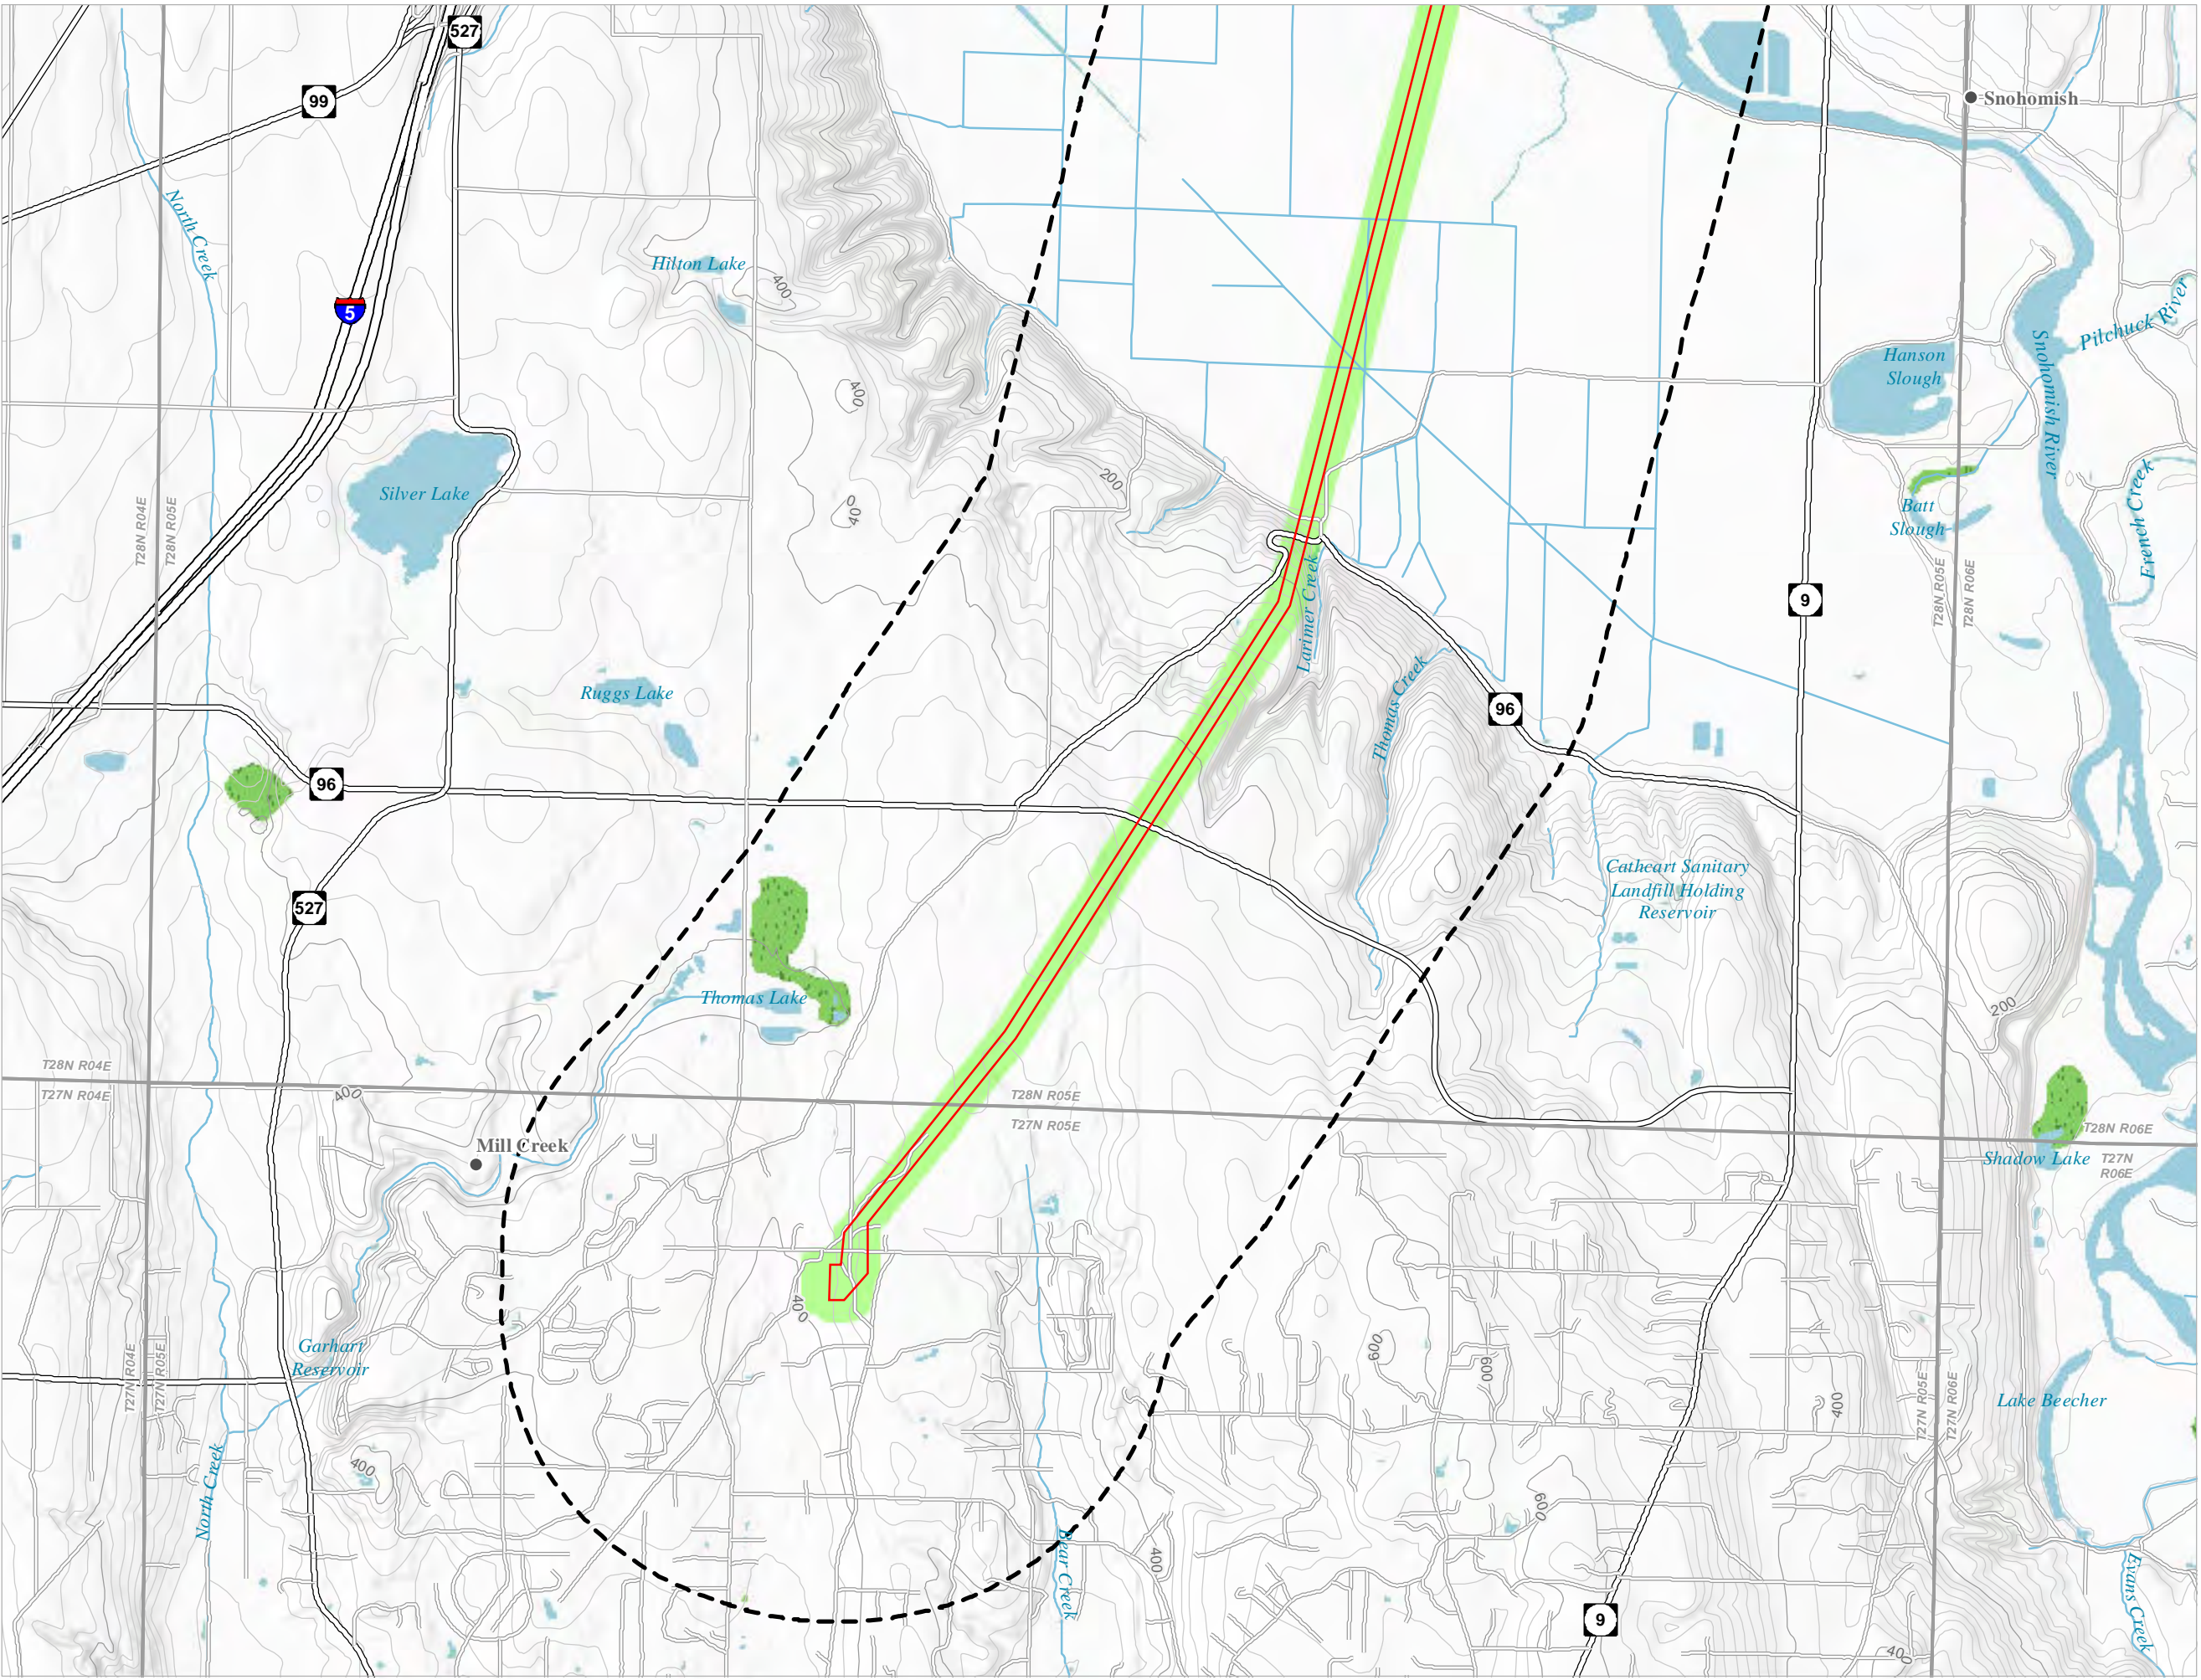 527
99
Snohomish
North Creek
Hilton Lake
400
5
Pilchuck River
Hanson
Slough
Snohomish River
400
Silver Lake
200
400
T28N R04E
T28N R05E
Batt
Slough
French Creek
Larimer Creek
T28N R05E
T28N R06E
9
Ruggs Lake
Thomas Creek
96
96
527
Cathcart Sanitary
Landfill Holding
Reservoir
Thomas Lake
200
T28N R04E
T27N R04E
400
T28N R05E
T27N R05E
Mill Creek
T28N R06E
Shadow Lake
T27N
R06E
400
Garhart
Reservoir
600
600
T27N R04E
T27N R05E
400
T27N R05E
T27N R06E
Lake Beecher
400
North Creek
600
Bear Creek
400
Evans Creek
9
400